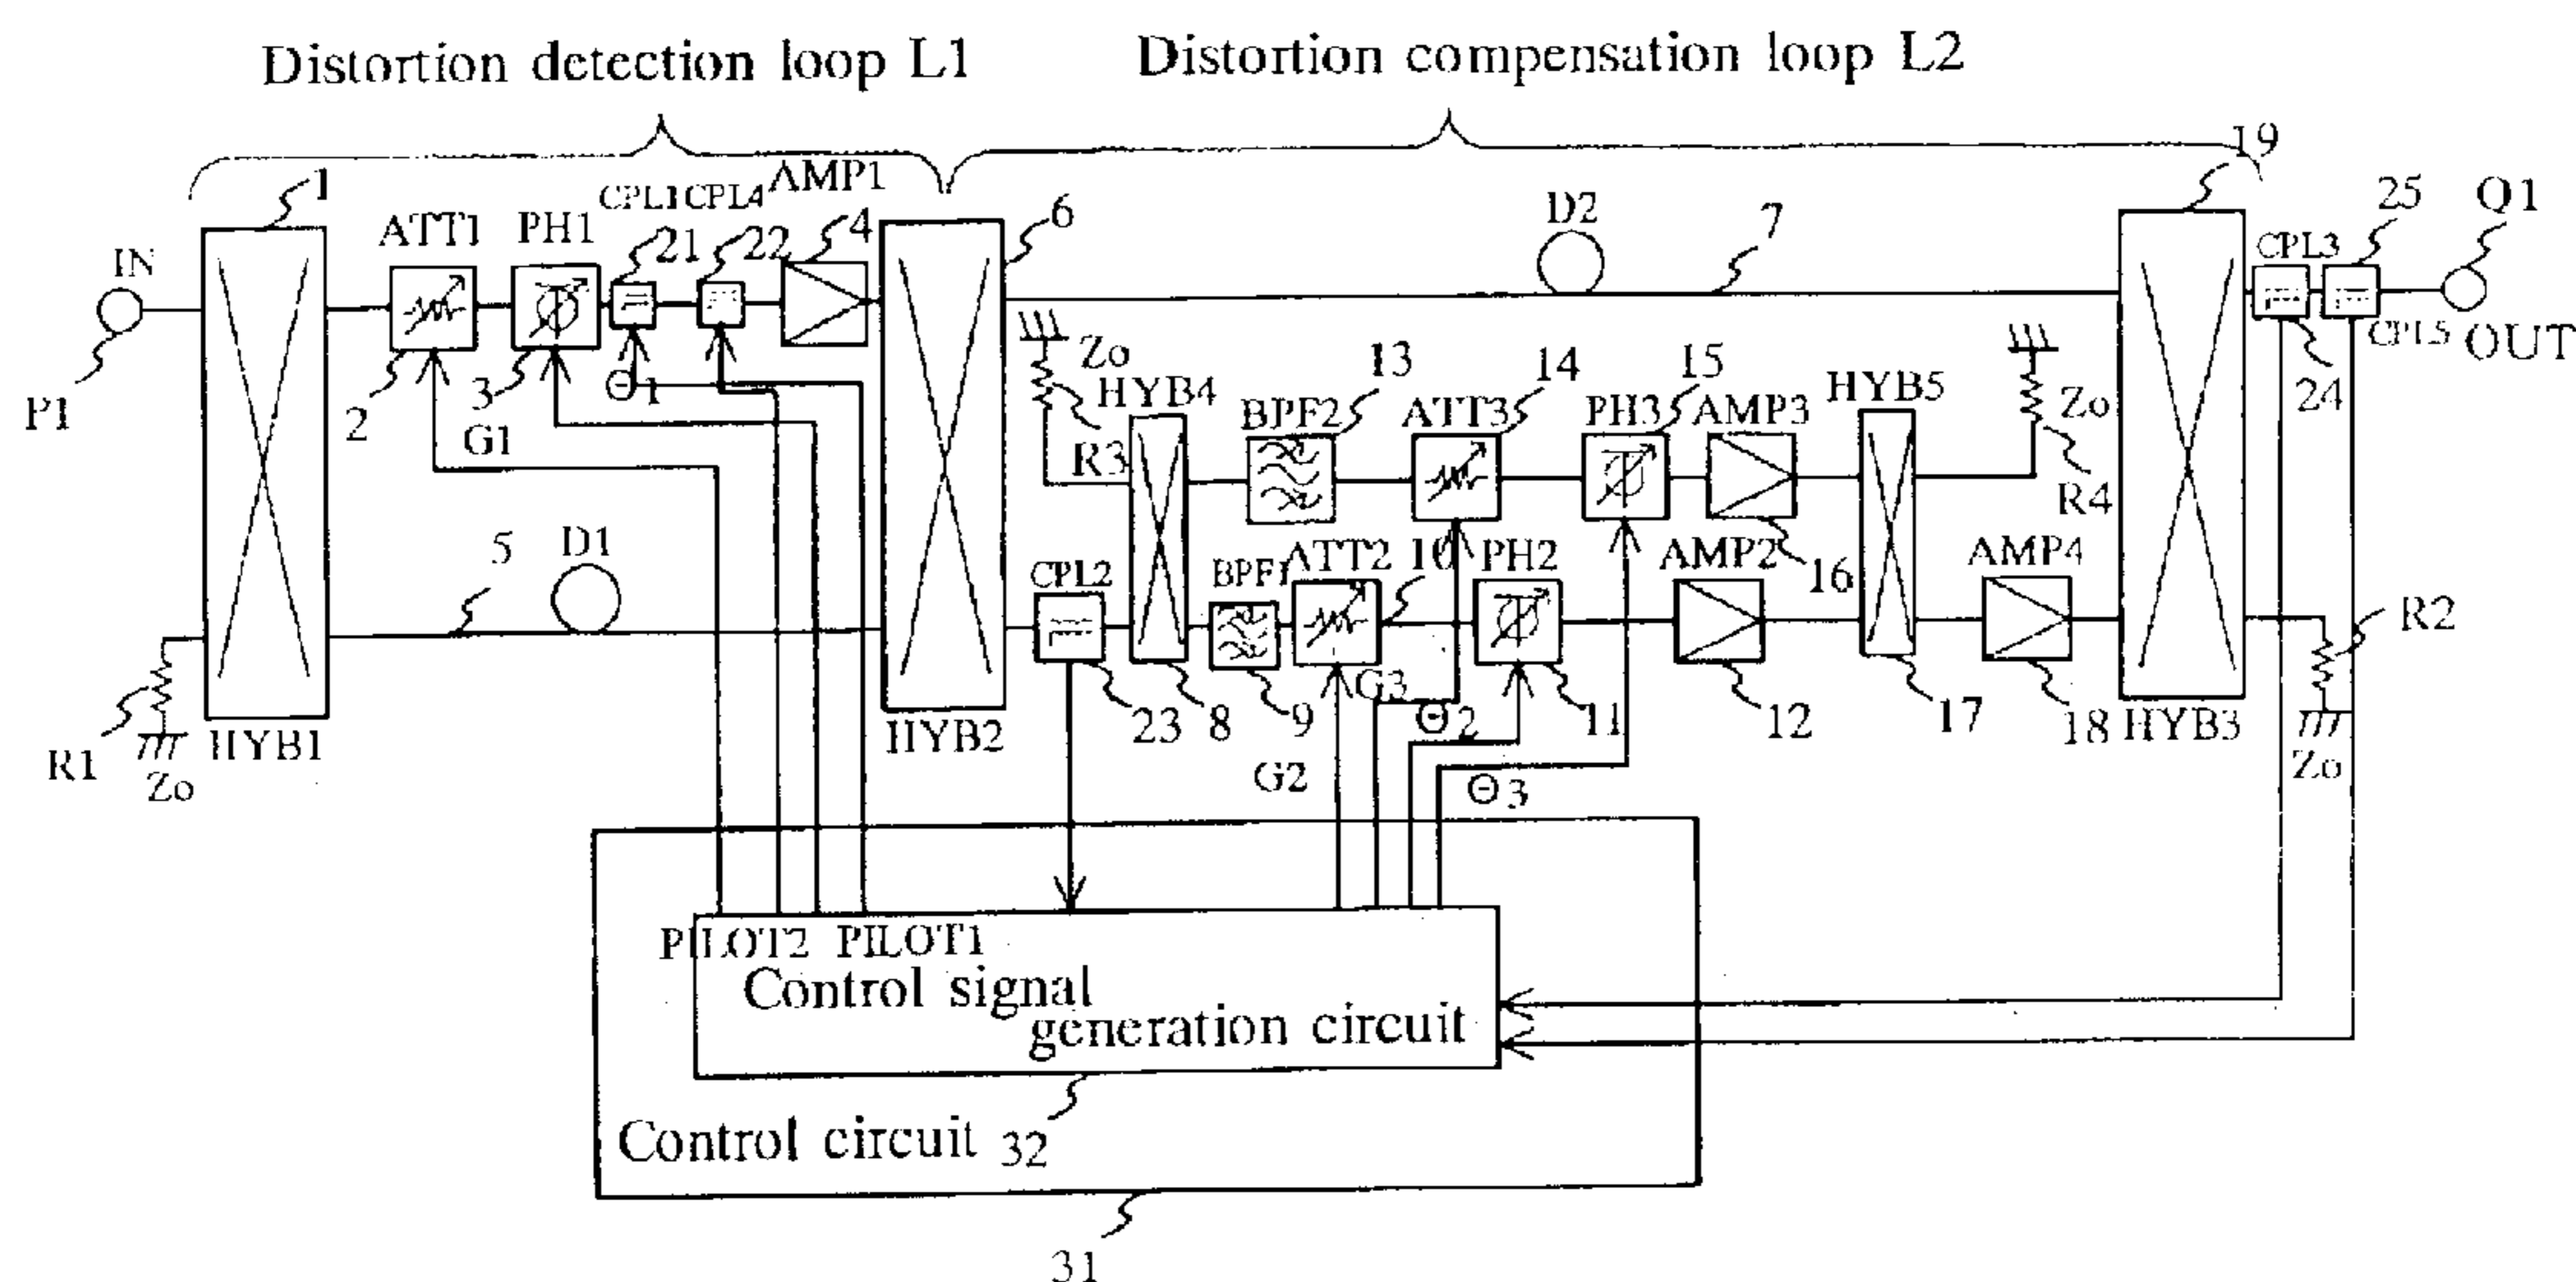 Distortion detection loop L1
Distortion compensation loop L2
1
ATT1
PH1
CPL1
CPL4
AMP1
21
22
4
6
D2
7
19
CPL3
25
Q1
IN
P1
2
3
Θ1
G1
Zo
HYB4
R3
13
BPF2
ATT3
14
PH3
15
AMP3
HYB5
Zo
R4
24
CPL5
OUT
5
D1
CPL2
BPF1
ATT2
10
PH2
AMP2
16
AMP4
R2
R1
Zo
HYB1
HYB2
23
8
9
G3
Θ2
11
12
17
18
HYB3
Zo
G2
Θ3
PILOT2
PILOT1
Control signal
generation circuit
Control circuit
32
31